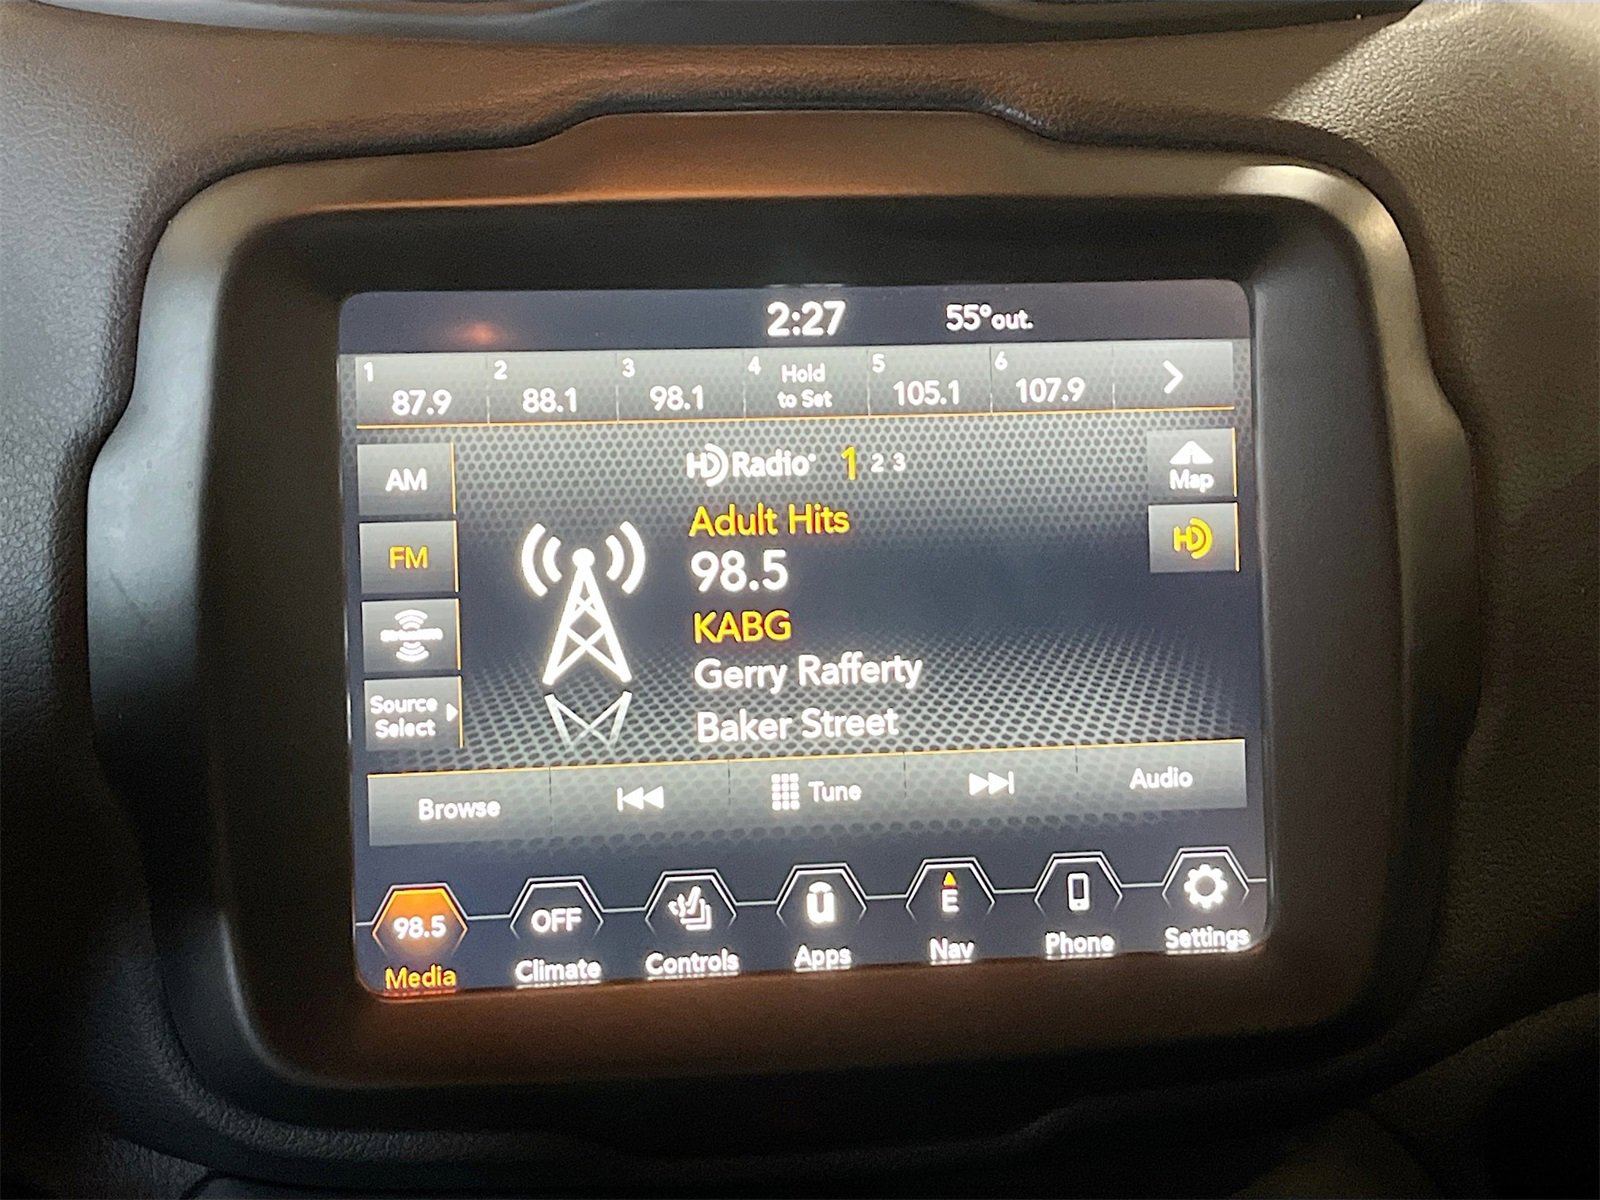 2:27 55°out.
1 2 3 4 Hold 5 6
87.9 88.1 98.1 to Set 105.1 107.9
AM
HD Radio 1 2 3
Map
Adult Hits
FM
98.5
HD
KABG
SiriusXM
Gerry Rafferty
Source
Select
Baker Street
Browse Tune Audio
98.5 OFF u E
Media Climate Controls Apps Nav Phone Settings